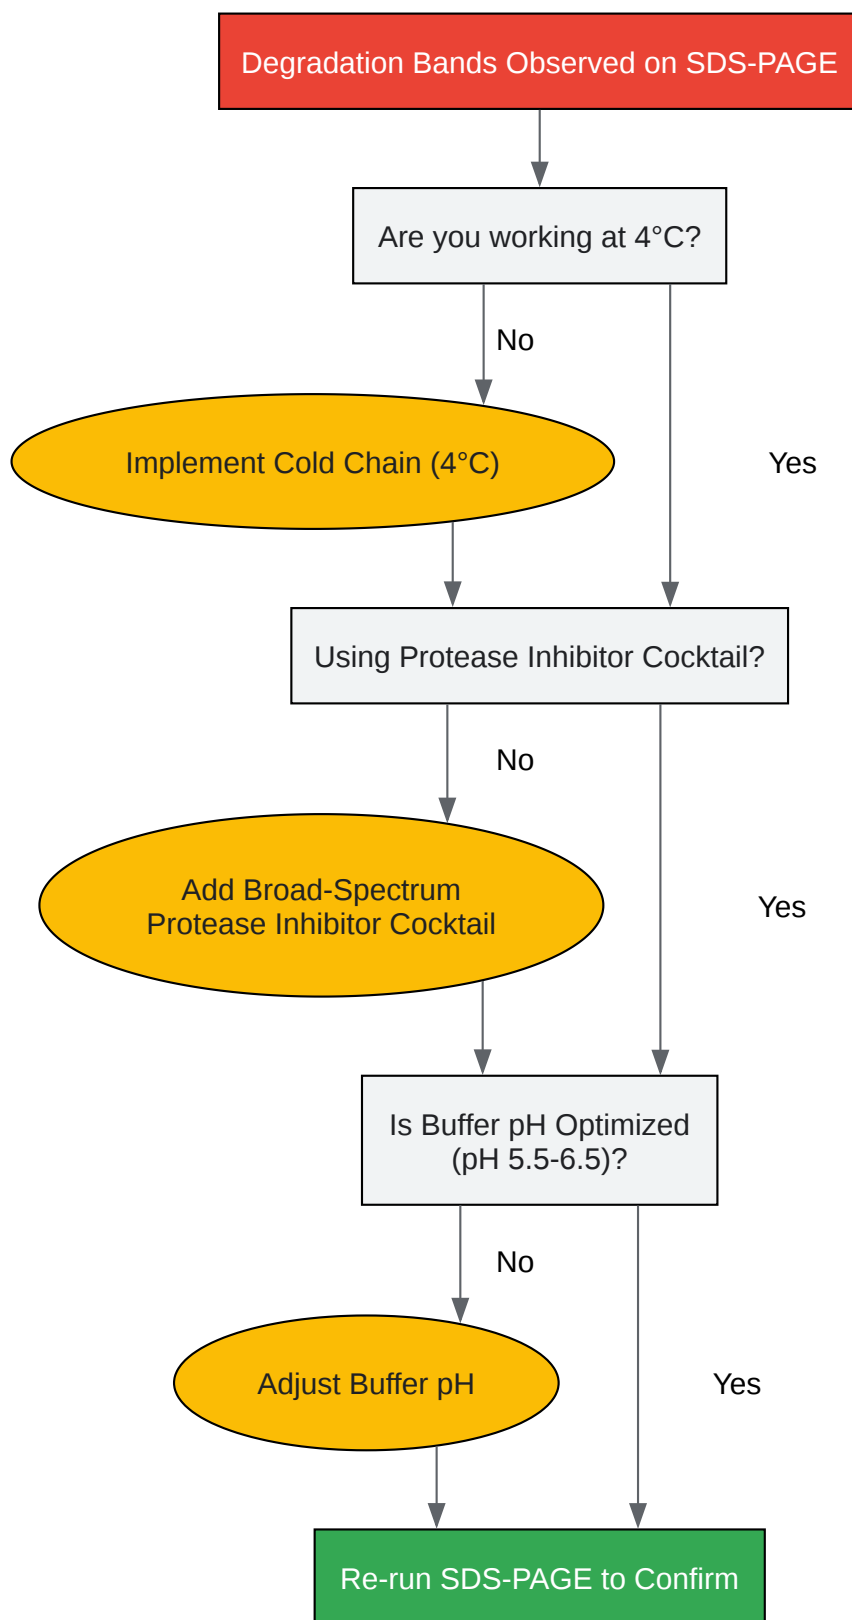 Degradation Bands Observed on SDS-PAGE
Are you working at 4°C?
No
Implement Cold Chain (4°C)
Yes
Using Protease Inhibitor Cocktail?
No
Add Broad-Spectrum
Protease Inhibitor Cocktail
Yes
Is Buffer pH Optimized
(pH 5.5-6.5)?
No
Adjust Buffer pH
Yes
Re-run SDS-PAGE to Confirm